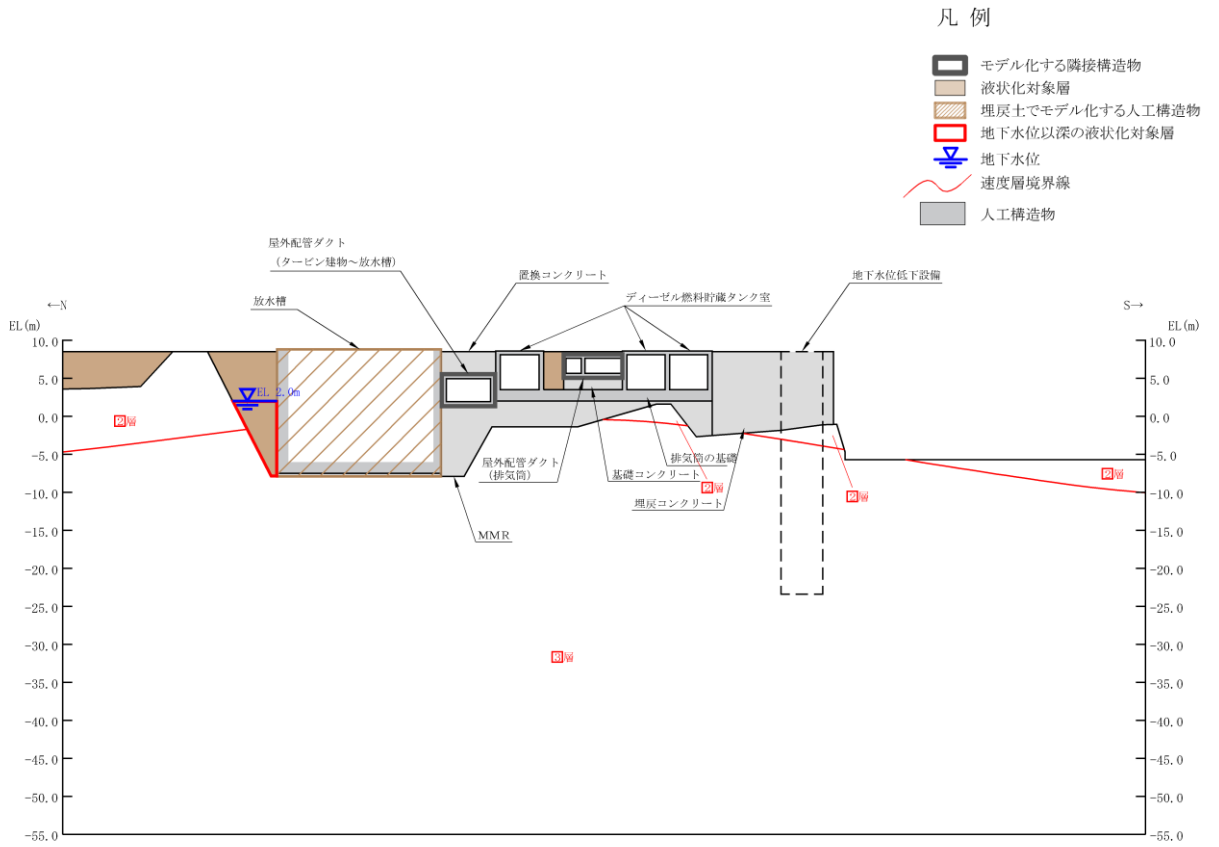 凡 例
モデル化する隣接構造物
液状化対象層
埋戻土でモデル化する人工構造物
地下水位以深の液状化対象層
地下水位
速度層境界線
人工構造物
屋外配管ダクト
(タービン建物～放水槽)
置換コンクリート
地下水位低下設備
ディーゼル燃料貯蔵タンク室
放水槽
←N
S→
EL(m)
EL(m)
10.0
5.0
0.0
-5.0
-10.0
-15.0
-20.0
-25.0
-30.0
-35.0
-40.0
-45.0
-50.0
-55.0
EL 2.0m
②層
屋外配管ダクト
(排気筒)
排気筒の基礎
基礎コンクリート
②層
埋戻コンクリート
②層
②層
MMR
③層
10.0
5.0
0.0
-5.0
-10.0
-15.0
-20.0
-25.0
-30.0
-35.0
-40.0
-45.0
-50.0
-55.0